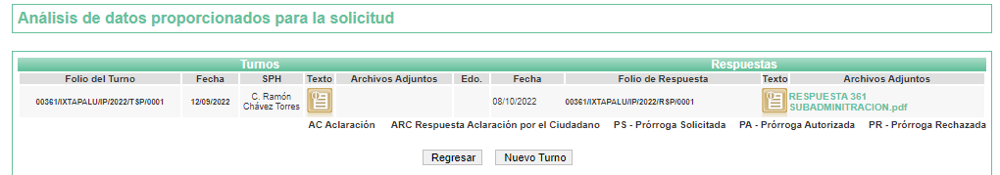 Análisis de datos proporcionados para la solicitud
Turnos Respuestas
Folio del Turno Fecha SPH Texto Archivos Adjuntos Edo. Fecha Folio de Respuesta Texto Archivos Adjuntos
00361/IXTAPALU/IP/2022/TSP/0001 12/09/2022 C. Ramón Chávez Torres 08/10/2022 00361/IXTAPALU/IP/2022/RSP/0001 RESPUESTA 361 SUBADMINITRACION.pdf
AC Aclaración ARC Respuesta Aclaración por el Ciudadano PS - Prórroga Solicitada PA - Prórroga Autorizada PR - Prórroga Rechazada
Regresar Nuevo Turno